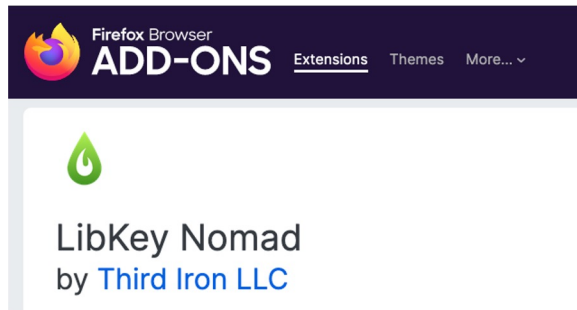 Firefox Browser
ADD-ONS
Extensions Themes More...
LibKey Nomad
by Third Iron LLC